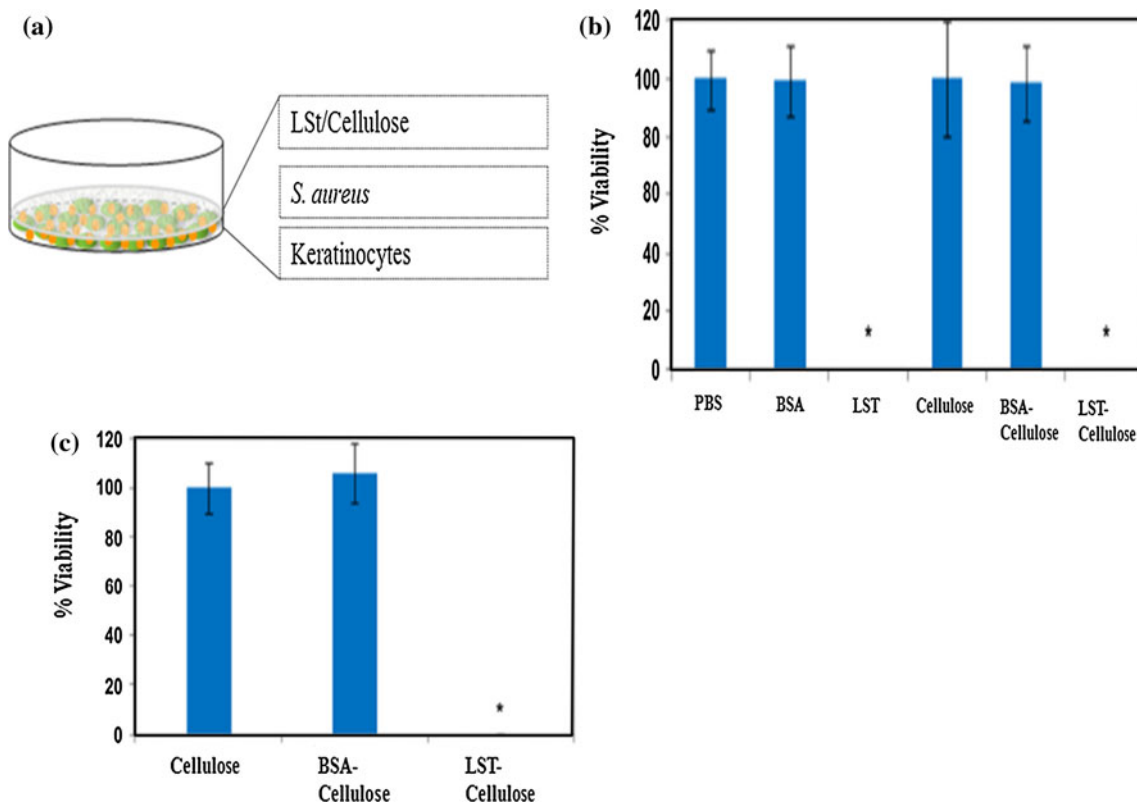 (a)
LSt/Cellulose
S. aureus
Keratinocytes
(b)
% Viability
120
100
80
80
40
20
0
PBS
BSA
LST
Cellulose
BSA-
Cellulose
LST-
Cellulose
*
*
(c)
% Viability
120
100
80
60
40
20
0
Cellulose
BSA-
Cellulose
LST-
Cellulose
*